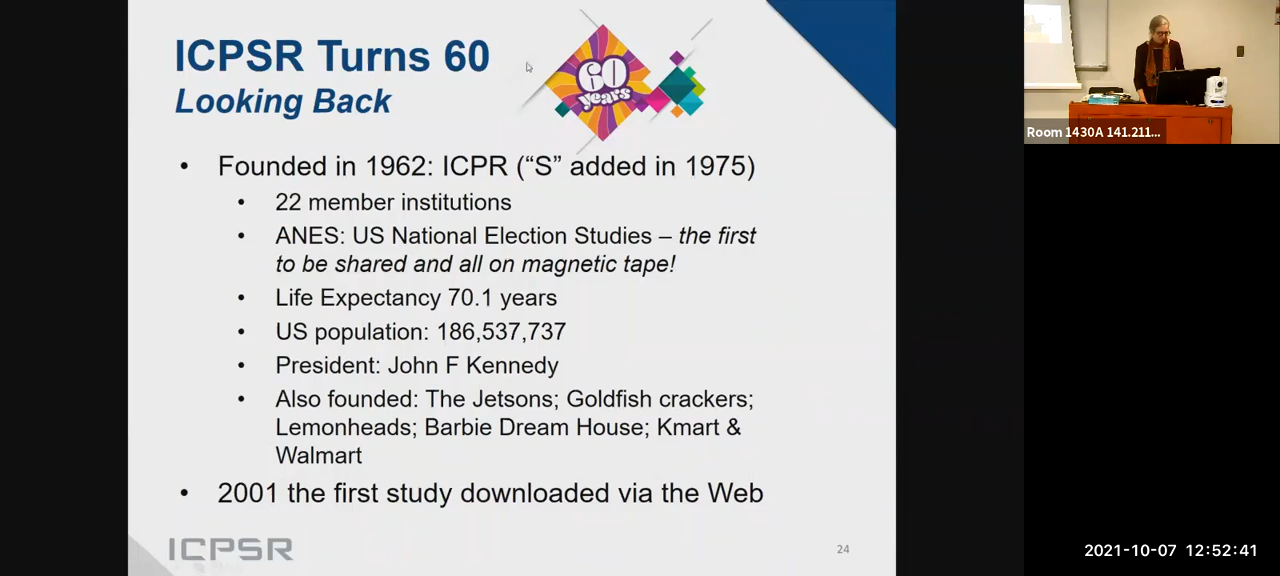 ICPSR Turns 60
Looking Back
60
years
• Founded in 1962: ICPR (“S” added in 1975)
• 22 member institutions
• ANES: US National Election Studies – the first
to be shared and all on magnetic tape!
• Life Expectancy 70.1 years
• US population: 186,537,737
• President: John F Kennedy
• Also founded: The Jetsons; Goldfish crackers;
Lemonheads; Barbie Dream House; Kmart &
Walmart
• 2001 the first study downloaded via the Web
ICPSR
24
Room 1430A 141.211...
2021-10-07 12:52:41